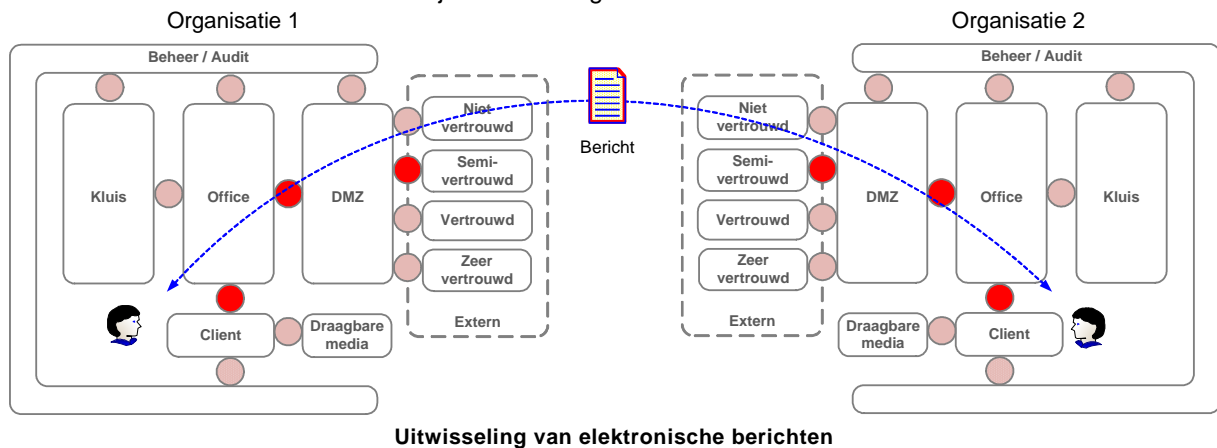 Organisatie 1
Organisatie 2
Beheer / Audit
Kluis
Office
DMZ
Niet
vertrouwd
Semi-
vertrouwd
Vertrouwd
Zeer
vertrouwd
Extern
Client
Draagbare
media
Bericht
Beheer / Audit
Niet
vertrouwd
Semi-
vertrouwd
Vertrouwd
Zeer
vertrouwd
Extern
DMZ
Office
Kluis
Draagbare
media
Client
Uitwisseling van elektronische berichten